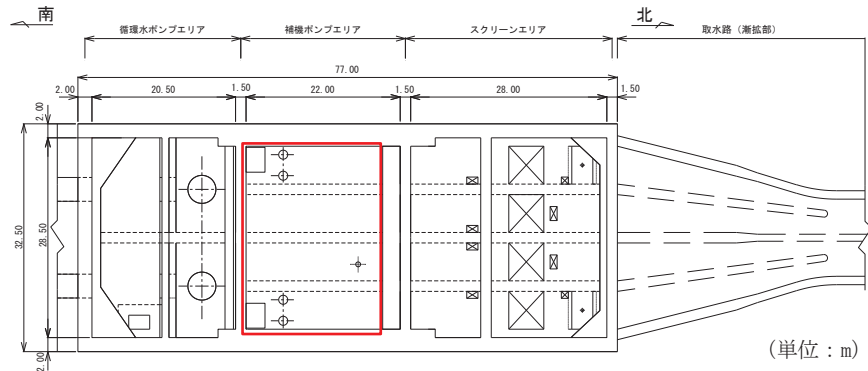 南
北
循環水ポンプエリア
補機ポンプエリア
スクリーンエリア
取水路（漸拡部）
77.00
2.00
20.50
1.50
22.00
1.50
28.00
1.50
2.00
32.50
28.50
2.00
(単位：m)